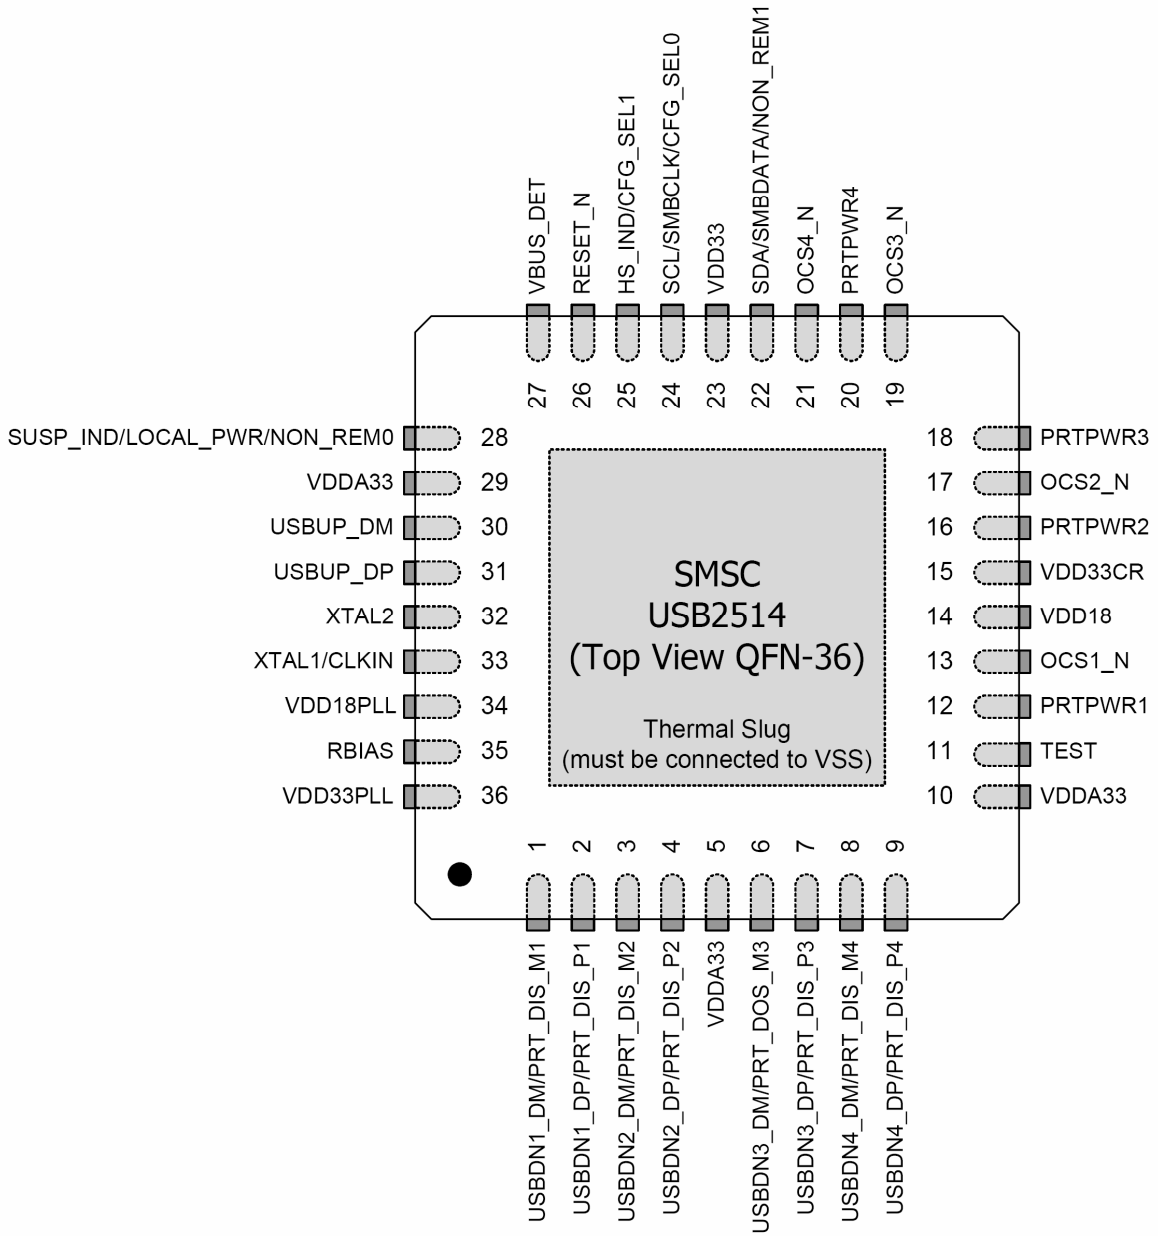 VBUS_DET
RESET_N
HS_IND/CFG_SEL1
SCL/SMBCLK/CFG_SEL0
VDD33
SDA/SMBDATA/NON_REM1
OCS4_N
PRTPWR4
OCS3_N
27
26
25
24
23
22
21
20
19
SUSP_IND/LOCAL_PWR/NON_REM0 28
VDDA33 29
USBUP_DM 30
USBUP_DP 31
XTAL2 32
XTAL1/CLKIN 33
VDD18PLL 34
RBIAS 35
VDD33PLL 36
SMSC
USB2514
(Top View QFN-36)
Thermal Slug
(must be connected to VSS)
18 PRTPWR3
17 OCS2_N
16 PRTPWR2
15 VDD33CR
14 VDD18
13 OCS1_N
12 PRTPWR1
11 TEST
10 VDDA33
1
2
3
4
5
6
7
8
9
USBDN1_DM/PRT_DIS_M1
USBDN1_DP/PRT_DIS_P1
USBDN2_DM/PRT_DIS_M2
USBDN2_DP/PRT_DIS_P2
VDDA33
USBDN3_DM/PRT_DOS_M3
USBDN3_DP/PRT_DIS_P3
USBDN4_DM/PRT_DIS_M4
USBDN4_DP/PRT_DIS_P4